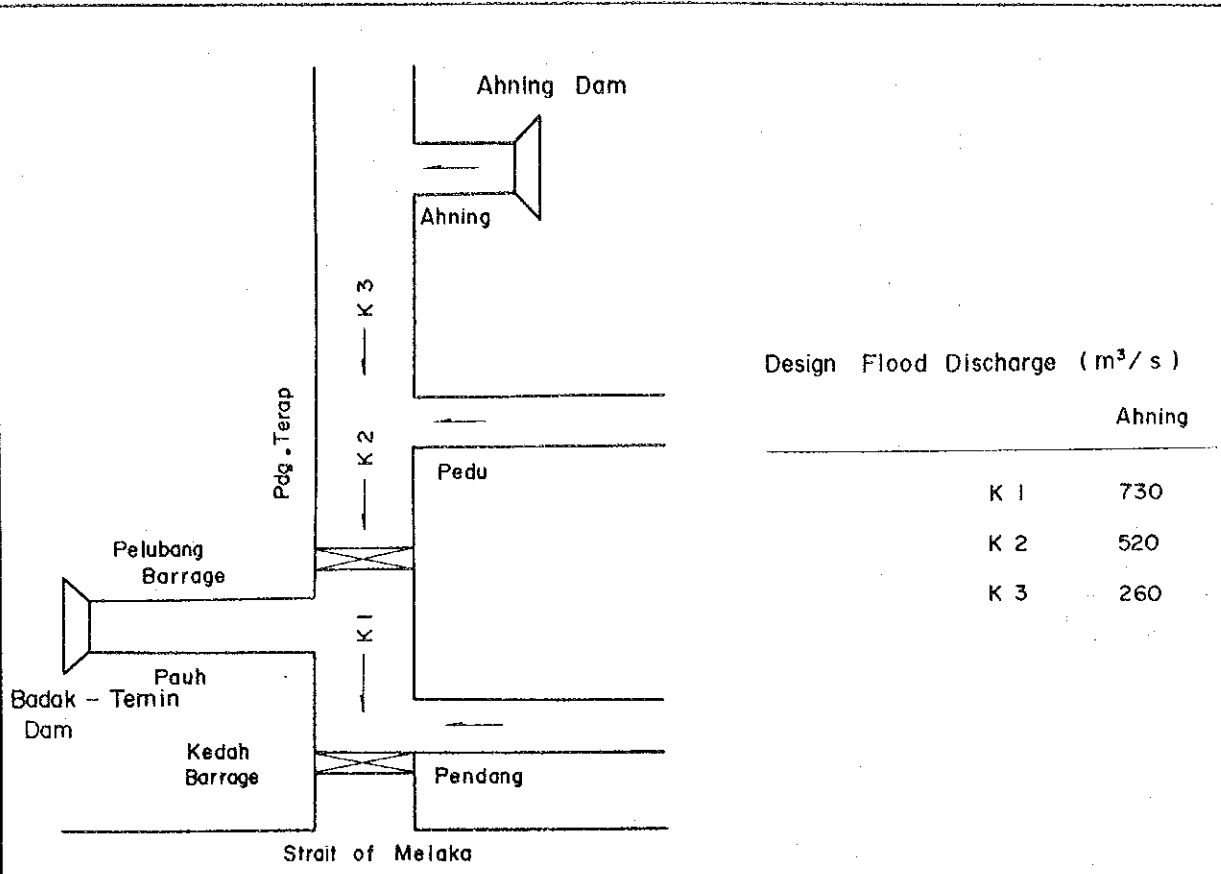 Ahning Dam
Ahning
K 3
Pdg. Terap
K 2
Pedu
Pelubang
Barrage
K 1
Pauh
Badak - Temin
Dam
Kedah
Barrage
Pendang
Strait of Melaka
Design Flood Discharge (m³/s)
Ahning
K 1 730
K 2 520
K 3 260